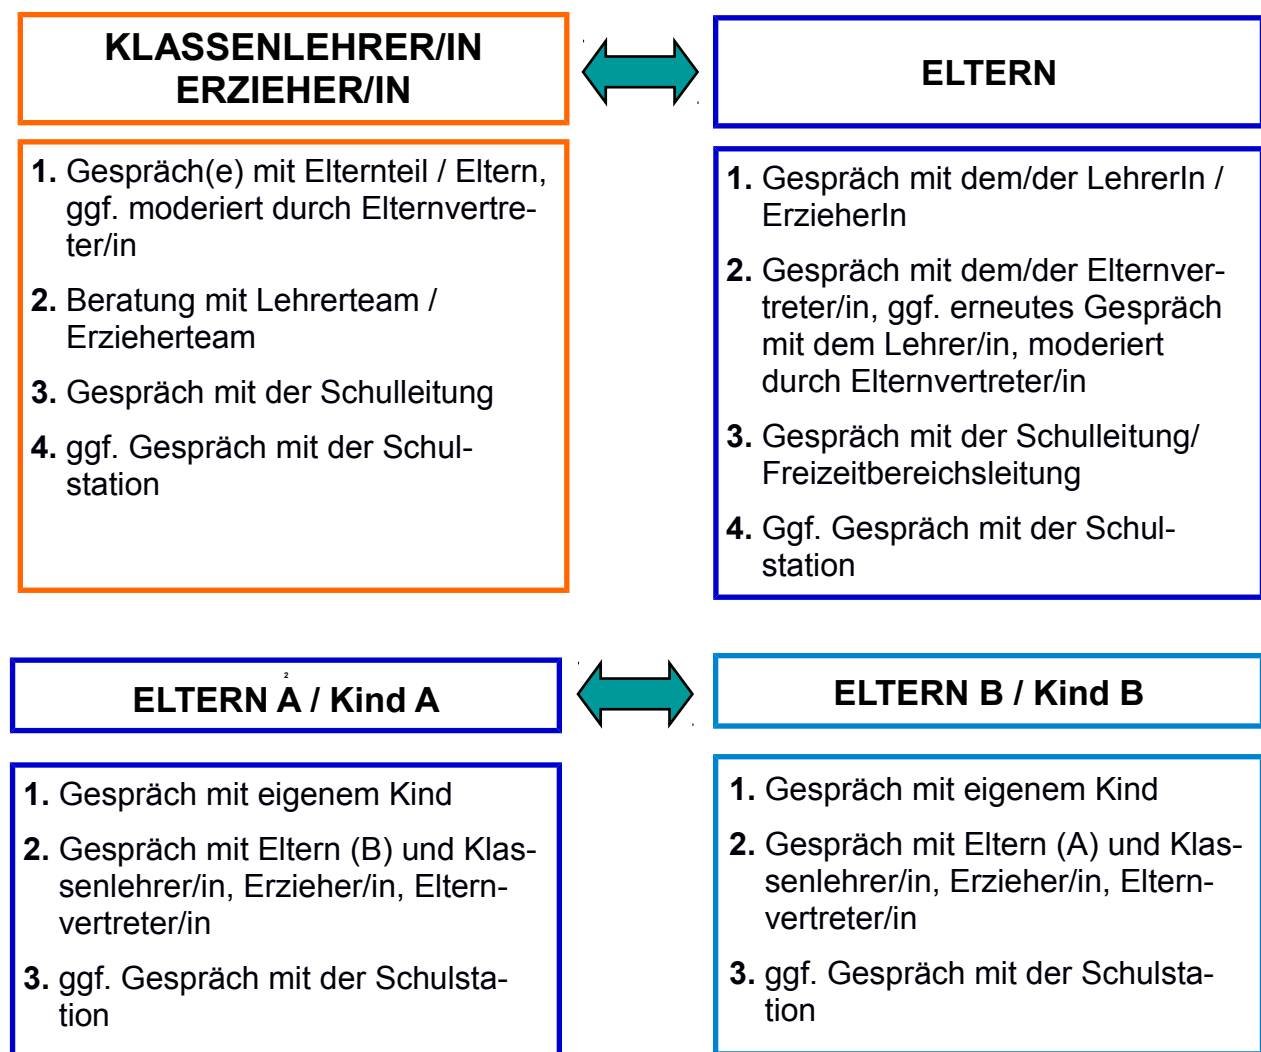 KLASSENLEHRER/IN
ERZIEHER/IN
ELTERN
1. Gespräch(e) mit Elternteil / Eltern,
ggf. moderiert durch Elternvertre-
ter/in
2. Beratung mit Lehrerteam /
Erzieherteam
3. Gespräch mit der Schulleitung
4. ggf. Gespräch mit der Schul-
station
1. Gespräch mit dem/der LehrerIn /
ErzieherIn
2. Gespräch mit dem/der Elternver-
treter/in, ggf. erneutes Gespräch
mit dem Lehrer/in, moderiert
durch Elternvertreter/in
3. Gespräch mit der Schulleitung/
Freizeitbereichsleitung
4. Ggf. Gespräch mit der Schul-
station
2
ELTERN A / Kind A
ELTERN B / Kind B
1. Gespräch mit eigenem Kind
2. Gespräch mit Eltern (B) und Klas-
senlehrer/in, Erzieher/in, Eltern-
vertreter/in
3. ggf. Gespräch mit der Schulsta-
tion
1. Gespräch mit eigenem Kind
2. Gespräch mit Eltern (A) und Klas-
senlehrer/in, Erzieher/in, Eltern-
vertreter/in
3. ggf. Gespräch mit der Schulsta-
tion